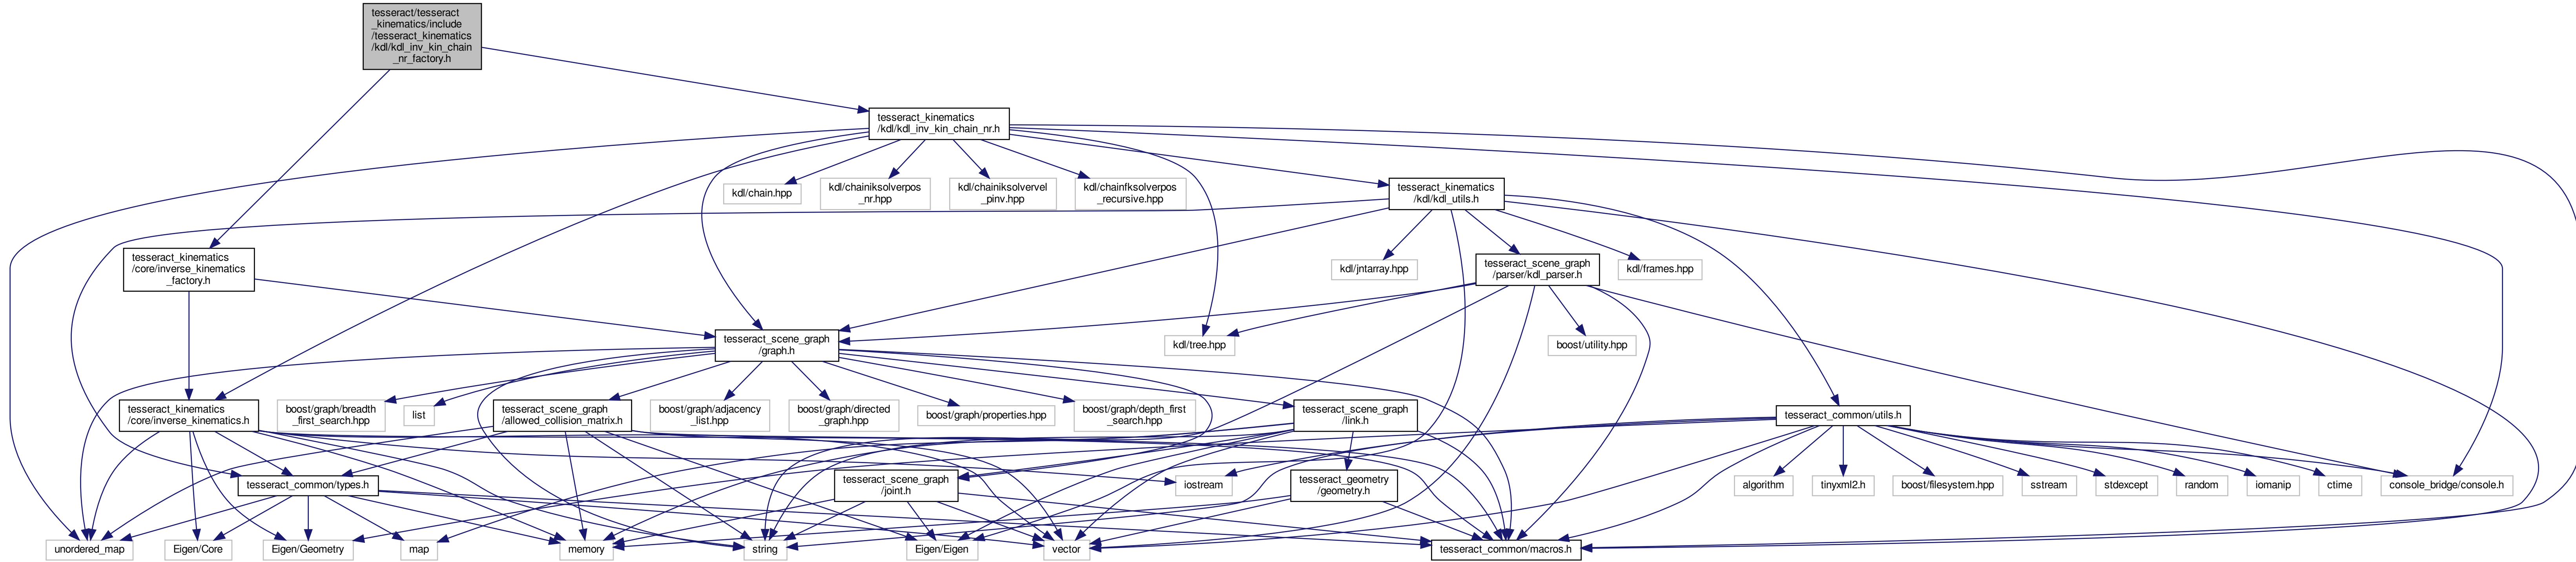 tesseract/tesseract
_kinematics/include
/tesseract_kinematics
/kdl/kdl_inv_kin_chain
_nr_factory.h
tesseract_kinematics
/kdl/kdl_inv_kin_chain_nr.h
kdl/chain.hpp
kdl/chainiksolverpos
_nr.hpp
kdl/chainiksolvervel
_pinv.hpp
kdl/chainfksolverpos
_recursive.hpp
tesseract_kinematics
/kdl/kdl_utils.h
tesseract_kinematics
/core/inverse_kinematics
_factory.h
kdl/jntarray.hpp
tesseract_scene_graph
/parser/kdl_parser.h
kdl/frames.hpp
tesseract_scene_graph
/graph.h
kdl/tree.hpp
boost/utility.hpp
tesseract_kinematics
/core/inverse_kinematics.h
boost/graph/breadth
_first_search.hpp
list
tesseract_scene_graph
/allowed_collision_matrix.h
boost/graph/adjacency
_list.hpp
boost/graph/directed
_graph.hpp
boost/graph/properties.hpp
boost/graph/depth_first
_search.hpp
tesseract_scene_graph
/link.h
tesseract_common/utils.h
tesseract_common/types.h
tesseract_scene_graph
/joint.h
iostream
tesseract_geometry
/geometry.h
algorithm
tinyxml2.h
boost/filesystem.hpp
sstream
stdexcept
random
iomanip
ctime
console_bridge/console.h
unordered_map
Eigen/Core
Eigen/Geometry
map
memory
string
Eigen/Eigen
vector
tesseract_common/macros.h